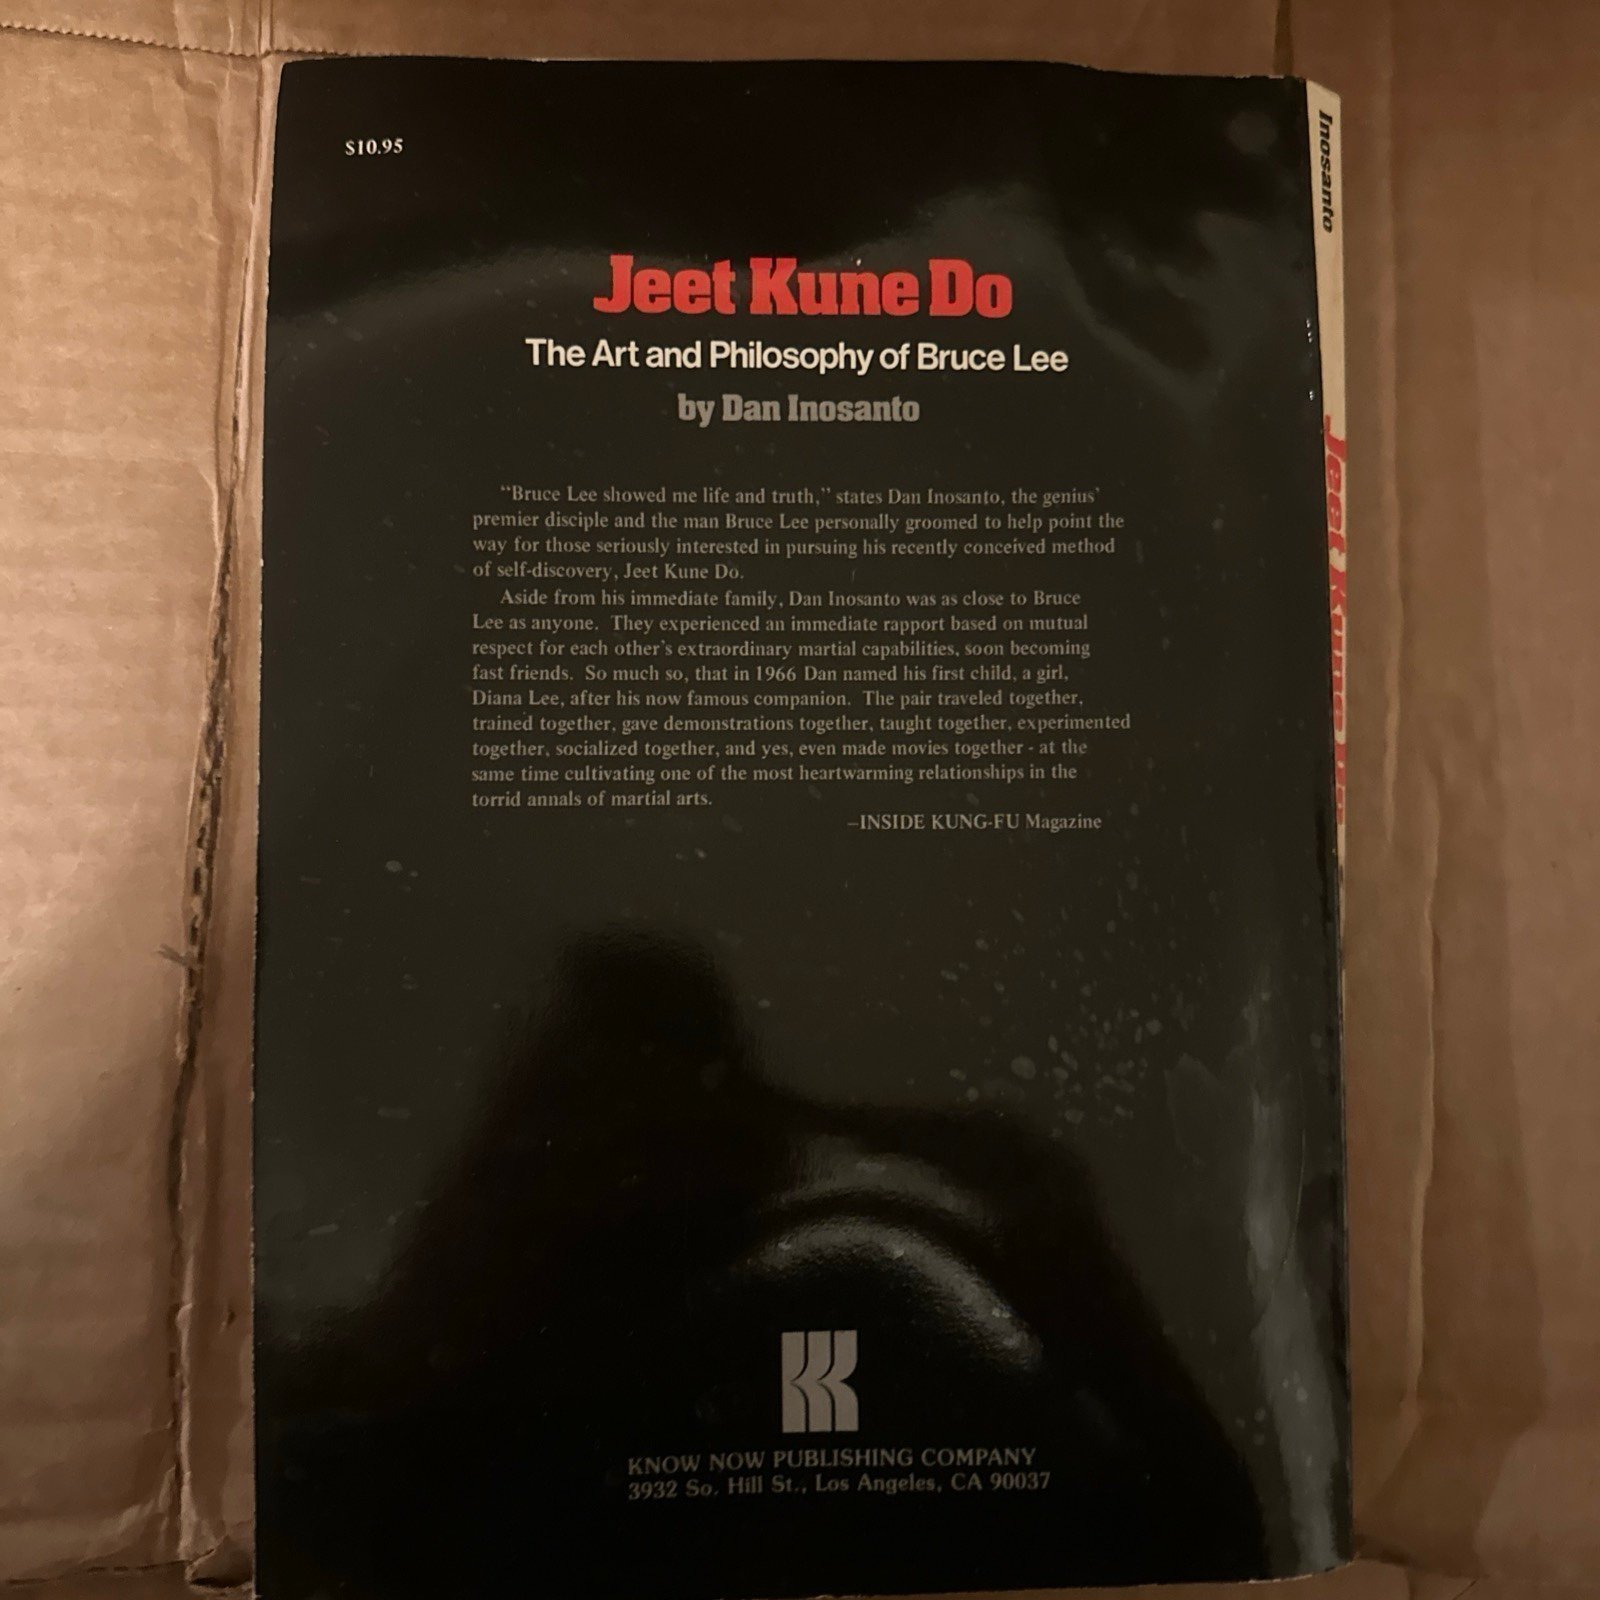 $10.95
Inosanto
Jeet Kune Do
Jeet Kune Do
The Art and Philosophy of Bruce Lee
by Dan Inosanto
“Bruce Lee showed me life and truth,” states Dan Inosanto, the genius’
premier disciple and the man Bruce Lee personally groomed to help point the
way for those seriously interested in pursuing his recently conceived method
of self-discovery, Jeet Kune Do.
Aside from his immediate family, Dan Inosanto was as close to Bruce
Lee as anyone. They experienced an immediate rapport based on mutual
respect for each other’s extraordinary martial capabilities, soon becoming
fast friends. So much so, that in 1966 Dan named his first child, a girl,
Diana Lee, after his now famous companion. The pair traveled together,
trained together, gave demonstrations together, taught together, experimented
together, socialized together, and yes, even made movies together - at the
same time cultivating one of the most heartwarming relationships in the
torrid annals of martial arts.
–INSIDE KUNG-FU Magazine
KNOW NOW PUBLISHING COMPANY
3932 So. Hill St., Los Angeles, CA 90037